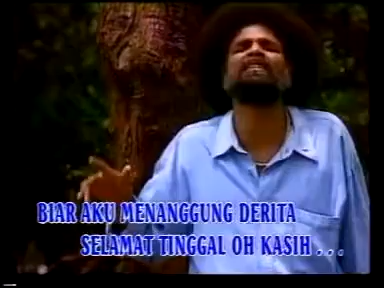 BIAR AKU MENANGGUNG DERITA
SELAMAT TINGGAL OH KASIH . . .